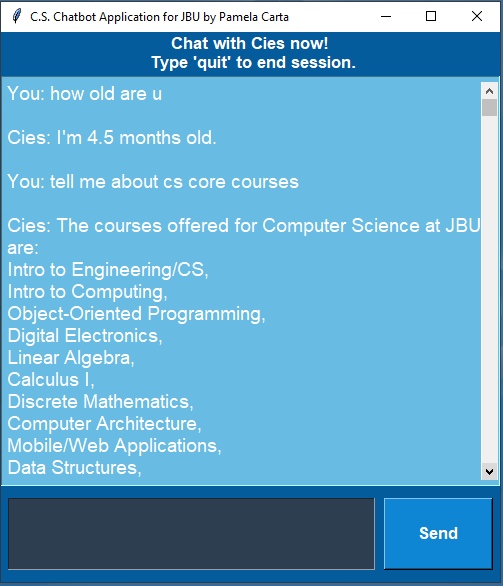 C.S. Chatbot Application for JBU by Pamela Carta
Chat with Cies now!
Type 'quit' to end session.
You: how old are u
Cies: I'm 4.5 months old.
You: tell me about cs core courses
Cies: The courses offered for Computer Science at JBU
are:
Intro to Engineering/CS,
Intro to Computing,
Object-Oriented Programming,
Digital Electronics,
Linear Algebra,
Calculus I,
Discrete Mathematics,
Computer Architecture,
Mobile/Web Applications,
Data Structures,
Send